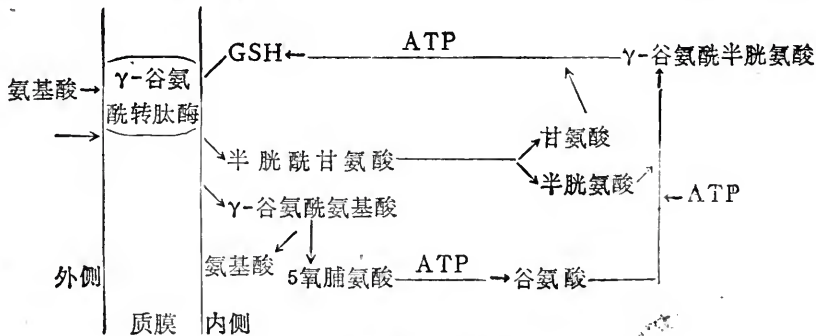 ATP
GSH
γ-谷氨酰半胱氨酸
氨基酸
γ-谷氨
酰转肽酶
甘氨酸
半胱酰甘氨酸
半胱氨酸
ATP
γ-谷氨酰氨基酸
氨基酸
5氧脯氨酸
ATP
谷氨酸
外侧
质膜
内侧